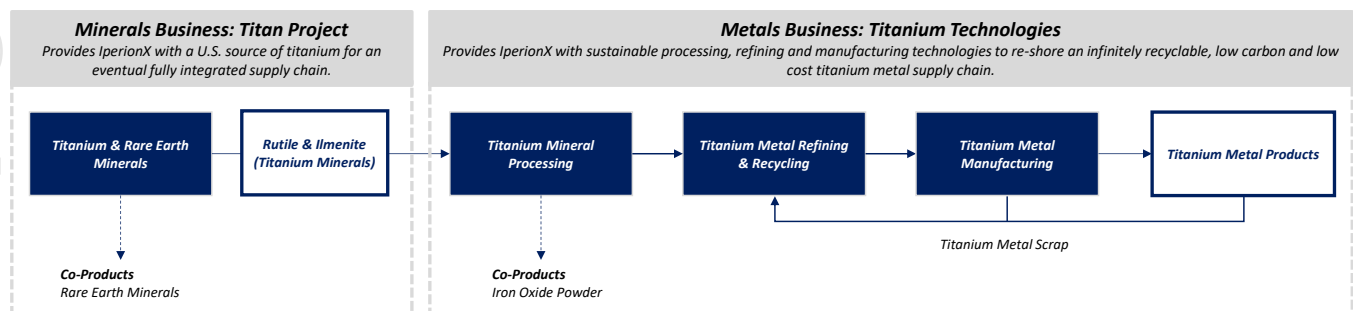 Minerals Business: Titan Project
Provides IperionX with a U.S. source of titanium for an
eventual fully integrated supply chain.
Metals Business: Titanium Technologies
Provides IperionX with sustainable processing, refining and manufacturing technologies to re-shore an infinitely recyclable, low carbon and low
cost titanium metal supply chain.
Titanium & Rare Earth
Minerals
Rutile & Ilmenite
(Titanium Minerals)
Titanium Mineral
Processing
Titanium Metal Refining
& Recycling
Titanium Metal
Manufacturing
Titanium Metal Products
Titanium Metal Scrap
Co-Products
Rare Earth Minerals
Co-Products
Iron Oxide Powder